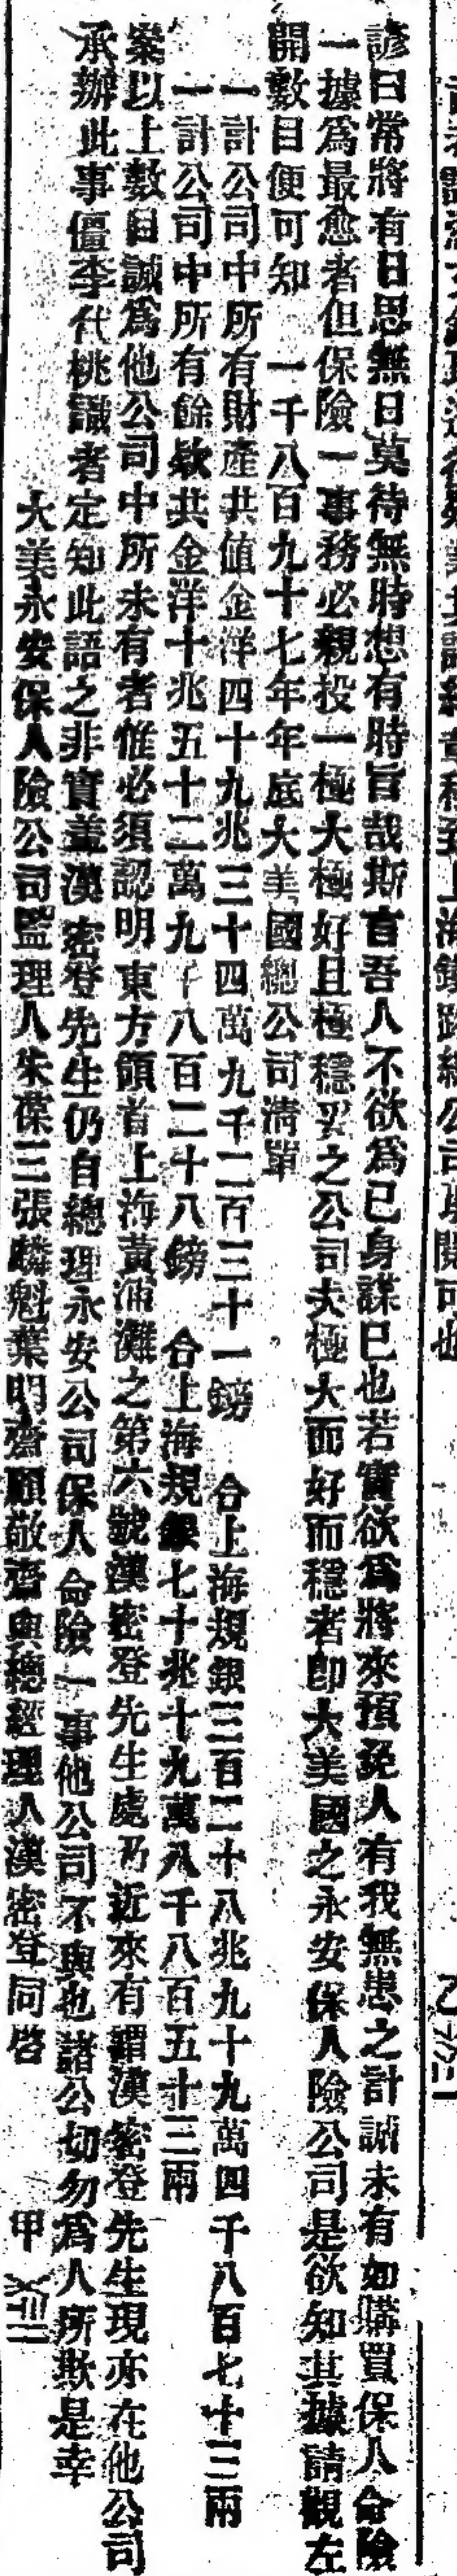 諺曰常將有日思無日莫待無時想有時旨哉斯言吾人不欲爲已身謀已也若實欲爲將來預筭人有我無患之計誠未有如購置保人命險
一據爲最愈者但保險一事務必親投一極大極好且極穩妥之公司夫極大而好而穩者即大美國之永安保人險公司是欲知其據請觀左
開數目便可知　一千八百九十七年年底大美國總公司清單
一計公司中所有財產共值金洋四十九兆三十四萬九千二百三十一鎊　合上海規銀三百二十八兆九十九萬四千八百七十三兩
一計公司中所有餘欵共金洋十兆五十二萬九千八百二十八鎊　合上海規銀七十兆十九萬八千八百五十三兩
案以上數目誠爲他公司中所未有者惟必須認明東方領首上海黃浦灘之第六號漢密登先生處乃近來有謂漢密登先生現亦在他公司
承辦此事僵李代桃識者定知此語之非實蓋漢密登先生仍自總理永安公司保人命險一事他公司不與也諸公切勿爲人所欺是幸
大美永安保人險公司監理人朱葆三張麟魁葉明齋顧敬齋與總經理人漢密登同啓　甲